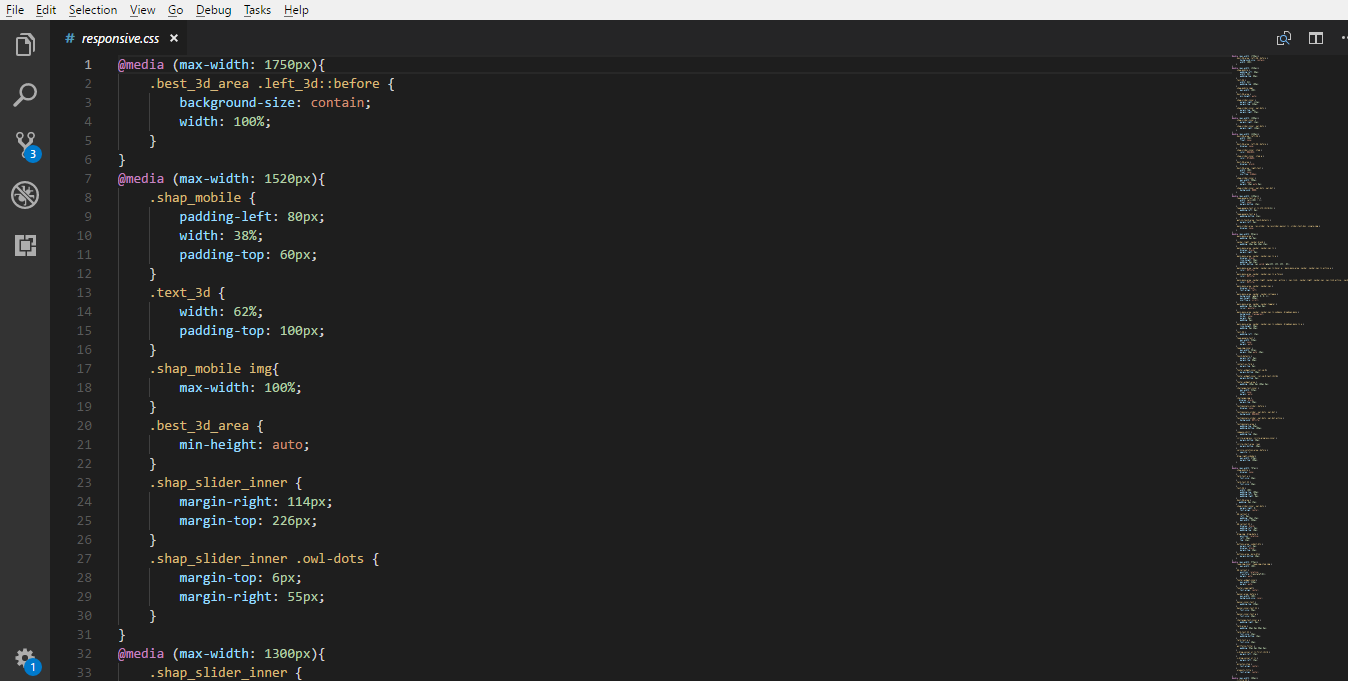 File Edit Selection View Go Debug Tasks Help
# responsive.css ×
1 @media (max-width: 1750px){
2 .best_3d_area .left_3d::before {
3 background-size: contain;
4 width: 100%;
5 }
6 }
7 @media (max-width: 1520px){
8 .shap_mobile {
9 padding-left: 80px;
10 width: 38%;
11 padding-top: 60px;
12 }
13 .text_3d {
14 width: 62%;
15 padding-top: 100px;
16 }
17 .shap_mobile img{
18 max-width: 100%;
19 }
20 .best_3d_area {
21 min-height: auto;
22 }
23 .shap_slider_inner {
24 margin-right: 114px;
25 margin-top: 226px;
26 }
27 .shap_slider_inner .owl-dots {
28 margin-top: 6px;
29 margin-right: 55px;
30 }
31 }
32 @media (max-width: 1300px){
33 .shap_slider_inner {
3
1